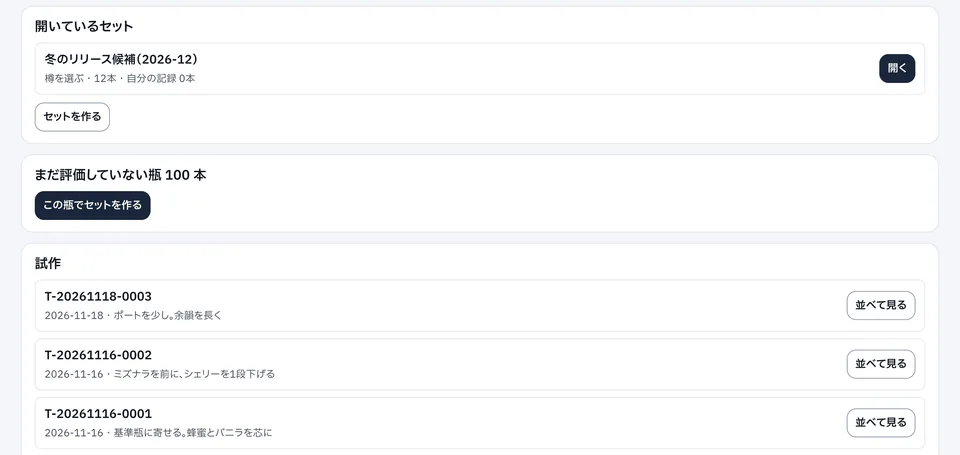 開いているセット
冬のリリース候補（2026-12）
樽を選ぶ・12本・自分の記録 0本
開く
セットを作る
まだ評価していない瓶 100 本
この瓶でセットを作る
試作
T-20261118-0003
2026-11-18・ポートを少し。余韻を長く
並べて見る
T-20261116-0002
2026-11-16・ミズナラを前に、シェリーを1段下げる
並べて見る
T-20261116-0001
2026-11-16・基準瓶に寄せる。蜂蜜とバニラを芯に
並べて見る